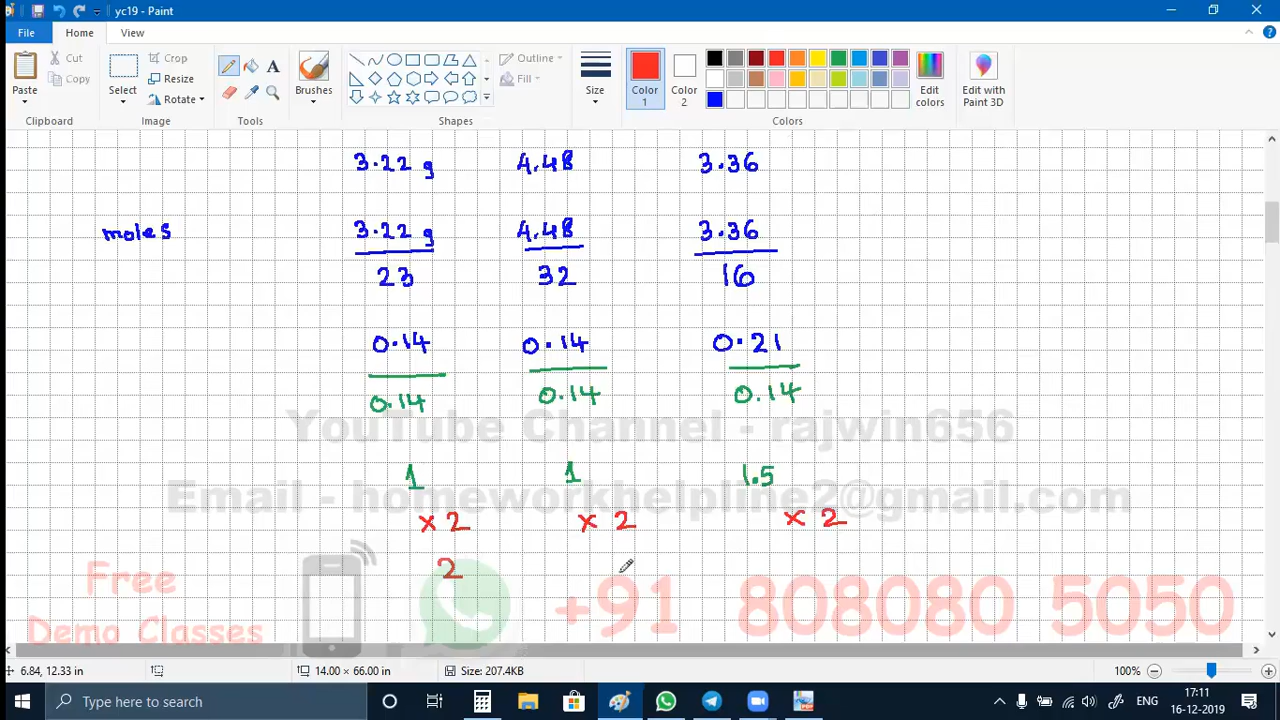 yc19 - Paint
File Home View
Paste Cut Copy Clipboard
Select Crop Resize Rotate Image
Tools
Brushes
Outline Fill Shapes
Size
Color 1 Color 2 Edit colors Colors
Edit with Paint 3D
3.22 g 4.48 3.36
moles 3.22 g 4.48 3.36
23 32 16
0.14 0.14 0.21
0.14 0.14 0.14
YouTube Channel - rajwin656
1 1 1.5
Email- homeworkhelpline2@gmail.com
x 2 x 2 x 2
2
Free
Demo Classes
+91 808080 5050
6.84, 12.33 in 14.00 × 66.00in Size: 207.4KB 100%
Type here to search
ENG 17:11
16-12-2019